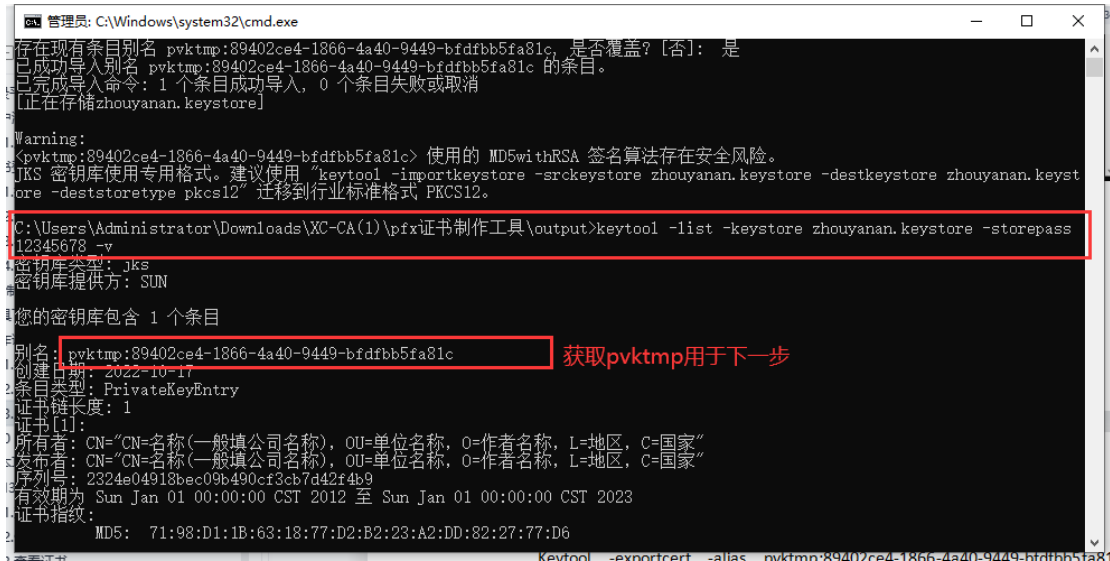 管理员: C:\Windows\system32\cmd.exe
存在现有条目别名 pvktmp:89402ce4-1866-4a40-9449-bfdfbb5fa81c, 是否覆盖? [否]: 是
已成功导入别名 pvktmp:89402ce4-1866-4a40-9449-bfdfbb5fa81c 的条目。
已完成导入命令: 1 个条目成功导入, 0 个条目失败或取消
[正在存储zhouyanan.keystore]
Warning:
<pvktmp:89402ce4-1866-4a40-9449-bfdfbb5fa81c> 使用的 MD5withRSA 签名算法存在安全风险。
JKS 密钥库使用专用格式。建议使用 "keytool -importkeystore -srckeystore zhouyanan.keystore -destkeystore zhouyanan.keyst
ore -deststoretype pkcs12" 迁移到行业标准格式 PKCS12。
C:\Users\Administrator\Downloads\XC-CA(1)\pfx证书制作工具\output>keytool -list -keystore zhouyanan.keystore -storepass
12345678 -v
密钥库类型: jks
密钥库提供方: SUN
您的密钥库包含 1 个条目
别名: pvktmp:89402ce4-1866-4a40-9449-bfdfbb5fa81c
获取pvktmp用于下一步
创建日期: 2022-10-17
条目类型: PrivateKeyEntry
证书链长度: 1
证书[1]:
所有者: CN="CN=名称(一般填公司名称), OU=单位名称, O=作者名称, L=地区, C=国家"
发布者: CN="CN=名称(一般填公司名称), OU=单位名称, O=作者名称, L=地区, C=国家"
序列号: 2324e04918bec09b490cf3cb7d42f4b9
有效期为 Sun Jan 01 00:00:00 CST 2012 至 Sun Jan 01 00:00:00 CST 2023
证书指纹:
MD5: 71:98:D1:1B:63:18:77:D2:B2:23:A2:DD:82:27:77:D6
Keytool -exportcert -alias pvktmp:89402ce4-1866-4a40-9449-bfdfbb5fa81